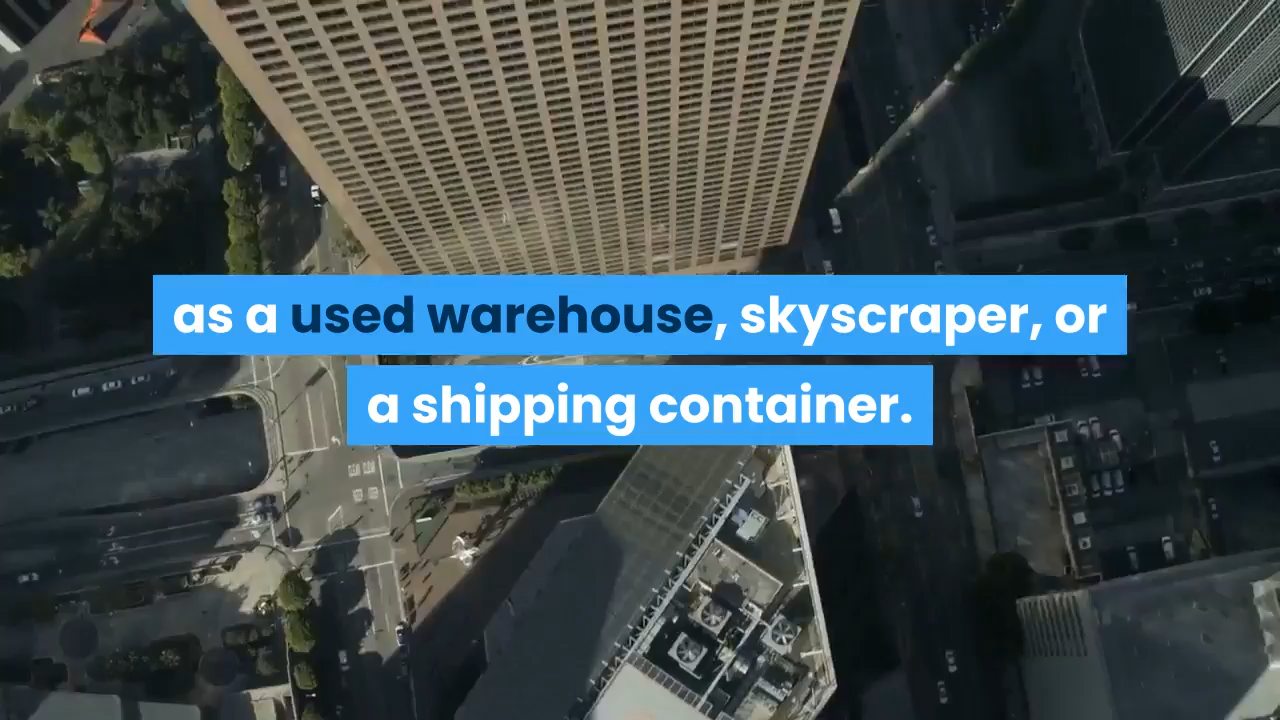 as a used warehouse, skyscraper, or
a shipping container.